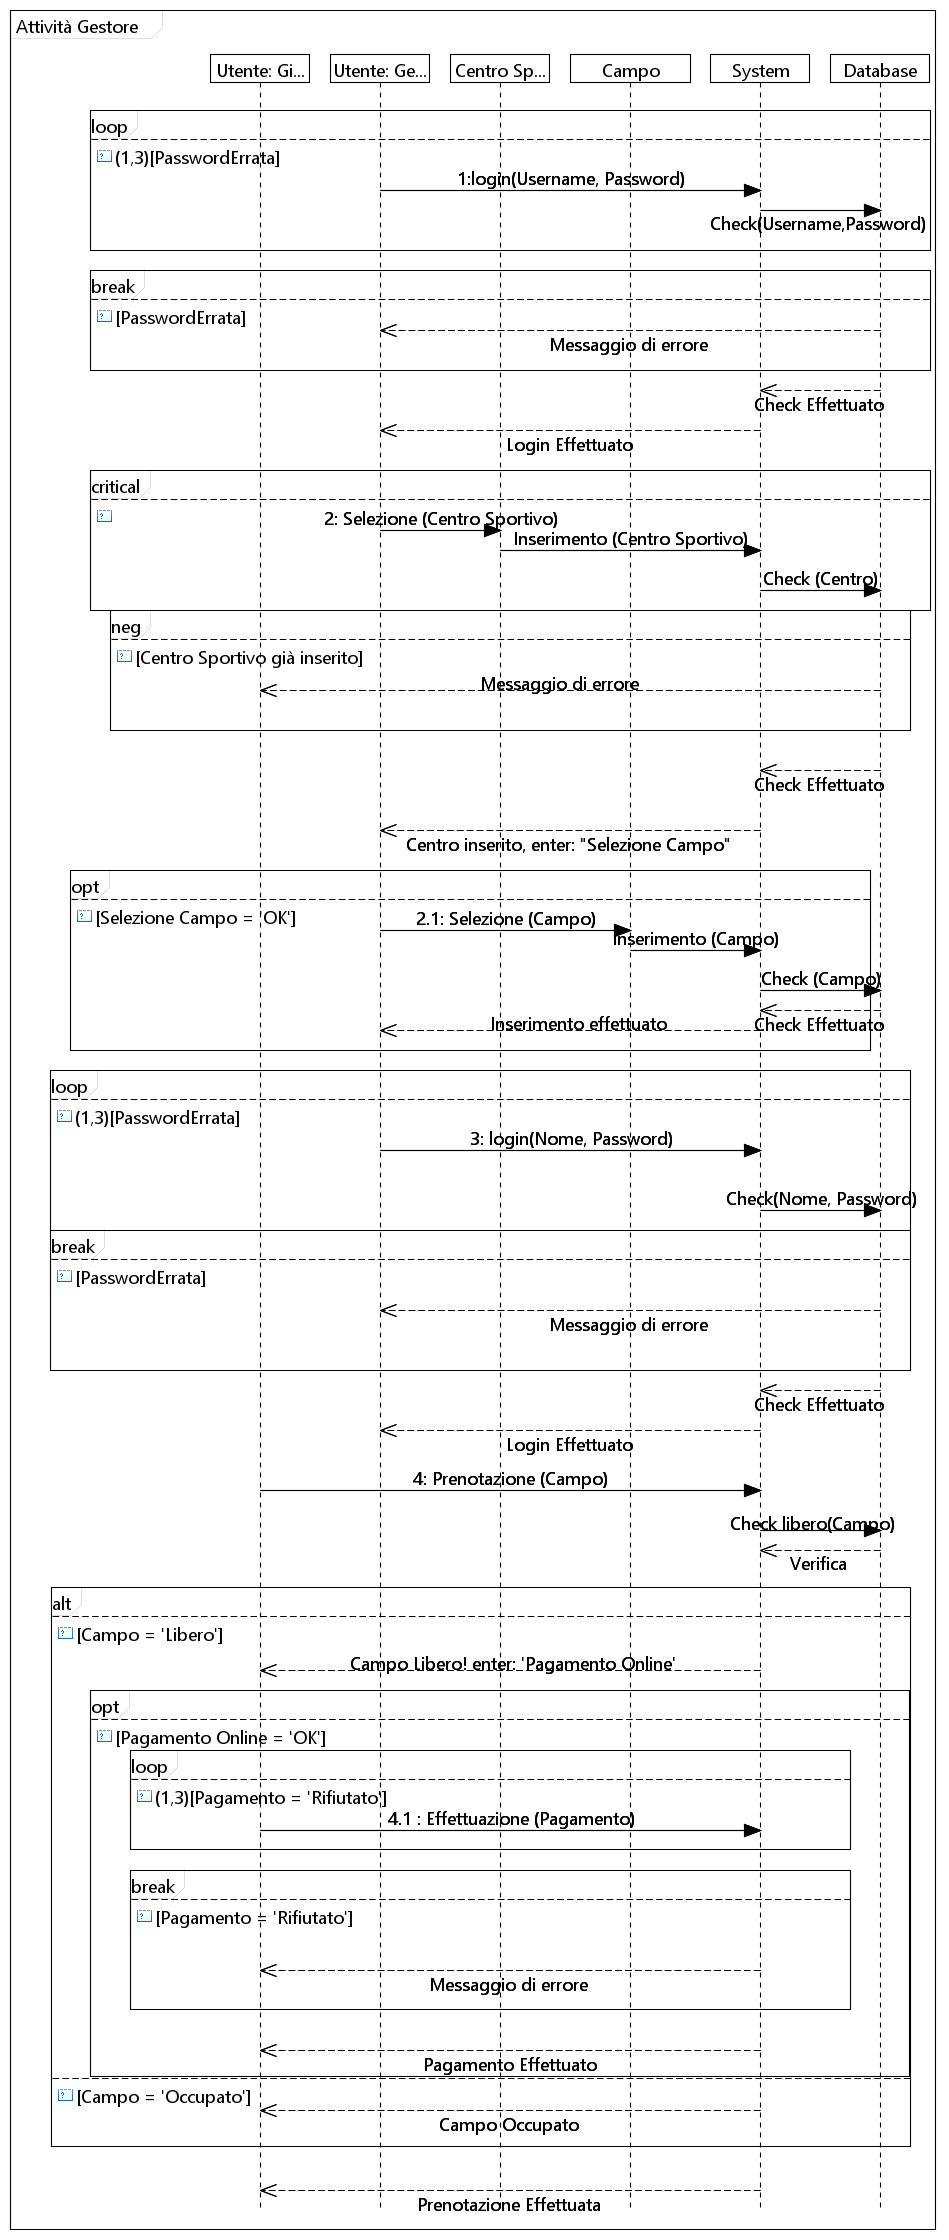 Attività Gestore
Utente: Gi...
Utente: Ge...
Centro Sp...
Campo
System
Database
loop
(1,3)[PasswordErrata]
1:login(Username, Password)
Check(Username,Password)
break
[PasswordErrata]
Messaggio di errore
Check Effettuato
Login Effettuato
critical
2: Selezione (Centro Sportivo)
Inserimento (Centro Sportivo)
Check (Centro)
neg
[Centro Sportivo già inserito]
Messaggio di errore
Check Effettuato
Centro inserito, enter: "Selezione Campo"
opt
[Selezione Campo = 'OK']
2.1: Selezione (Campo)
Inserimento (Campo)
Check (Campo)
Inserimento effettuato
Check Effettuato
loop
(1,3)[PasswordErrata]
3: login(Nome, Password)
Check(Nome, Password)
break
[PasswordErrata]
Messaggio di errore
Check Effettuato
Login Effettuato
4: Prenotazione (Campo)
Check libero(Campo)
Verifica
alt
[Campo = 'Libero']
Campo Libero! enter: 'Pagamento Online'
opt
[Pagamento Online = 'OK']
loop
(1,3)[Pagamento = 'Rifiutato']
4.1 : Effettuazione (Pagamento)
break
[Pagamento = 'Rifiutato']
Messaggio di errore
Pagamento Effettuato
[Campo = 'Occupato']
Campo Occupato
Prenotazione Effettuata